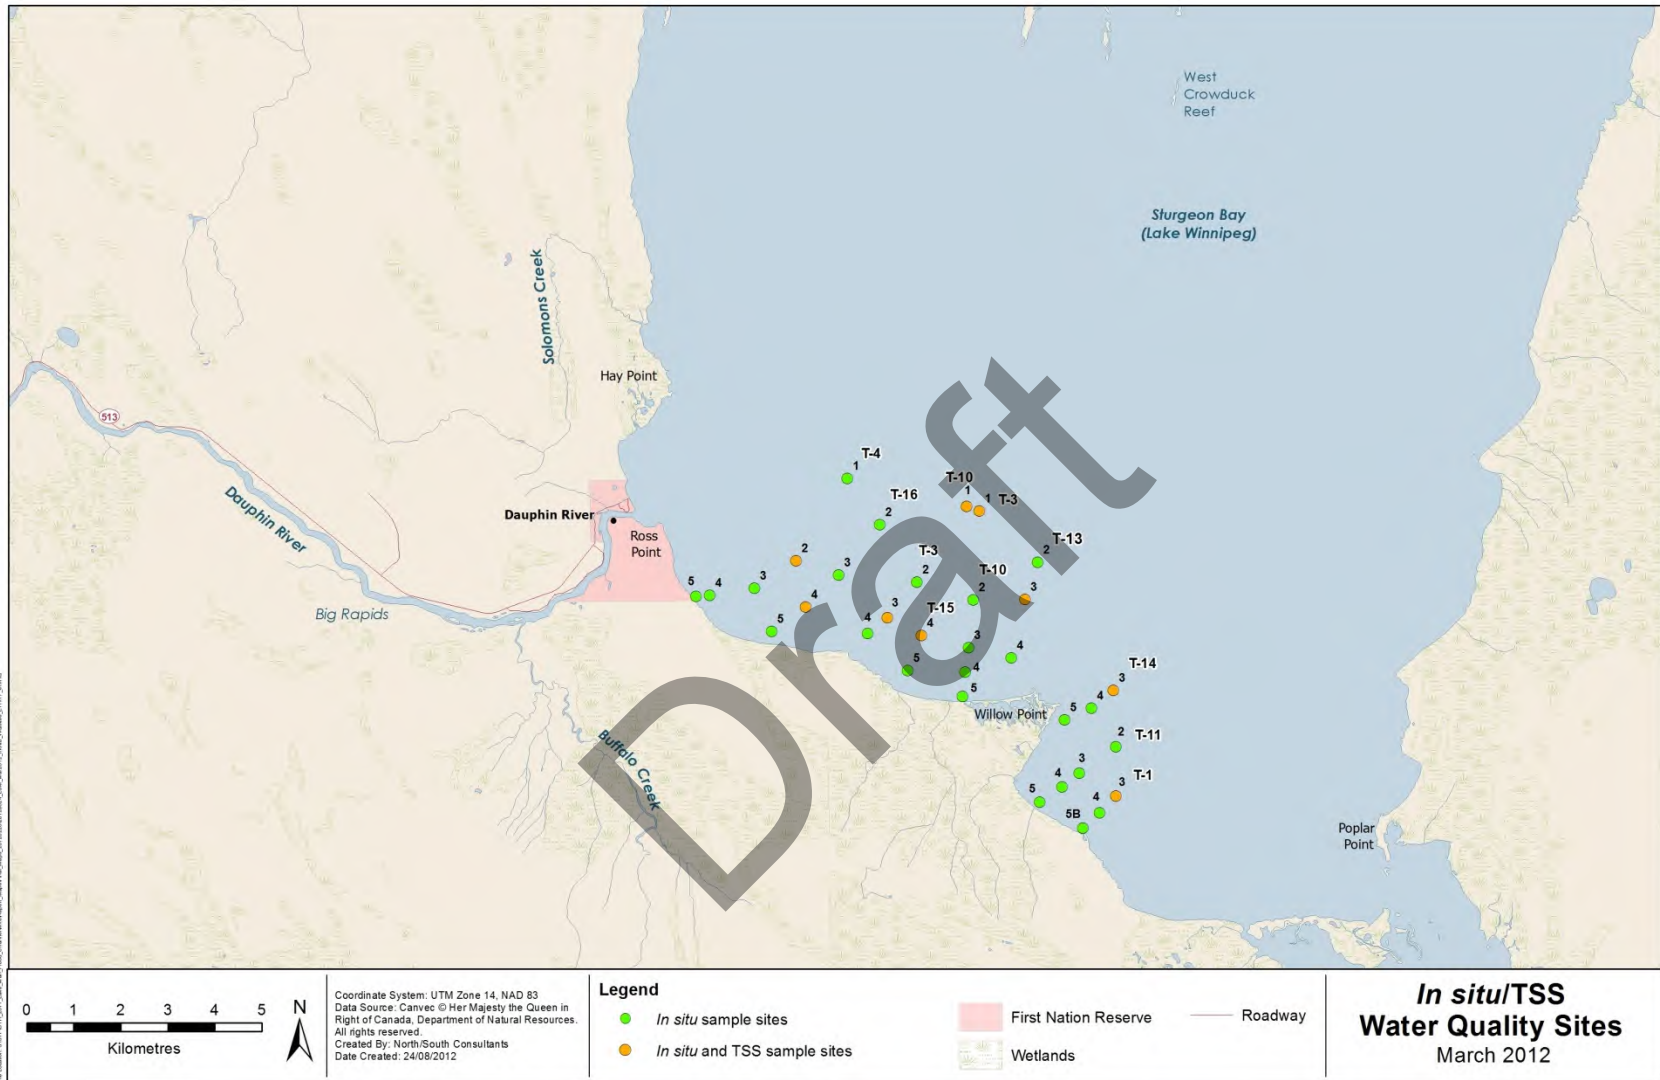 West
Crowduck
Reef
Sturgeon Bay
(Lake Winnipeg)
Solomons Creek
Hay Point
513
Dauphin River
Dauphin River
Ross
Point
Big Rapids
Buffalo Creek
T-4
1
T-16
2
T-10
1
1 T-3
T-13
2
2
3
3
T-3
2
T-10
2
3
5 4
4
3
T-15
4
5
4
3
4
5
4
5
Willow Point
T-14
3
4
5
2 T-11
3
4
5
3 T-1
4
5B
Poplar
Point
Draft
0 1 2 3 4 5
Kilometres
N
Coordinate System: UTM Zone 14, NAD 83
Data Source: Canvec © Her Majesty the Queen in
Right of Canada, Department of Natural Resources.
All rights reserved.
Created By: North/South Consultants
Date Created: 24/08/2012
Legend
In situ sample sites
In situ and TSS sample sites
First Nation Reserve
Wetlands
Roadway
In situ/TSS
Water Quality Sites
March 2012